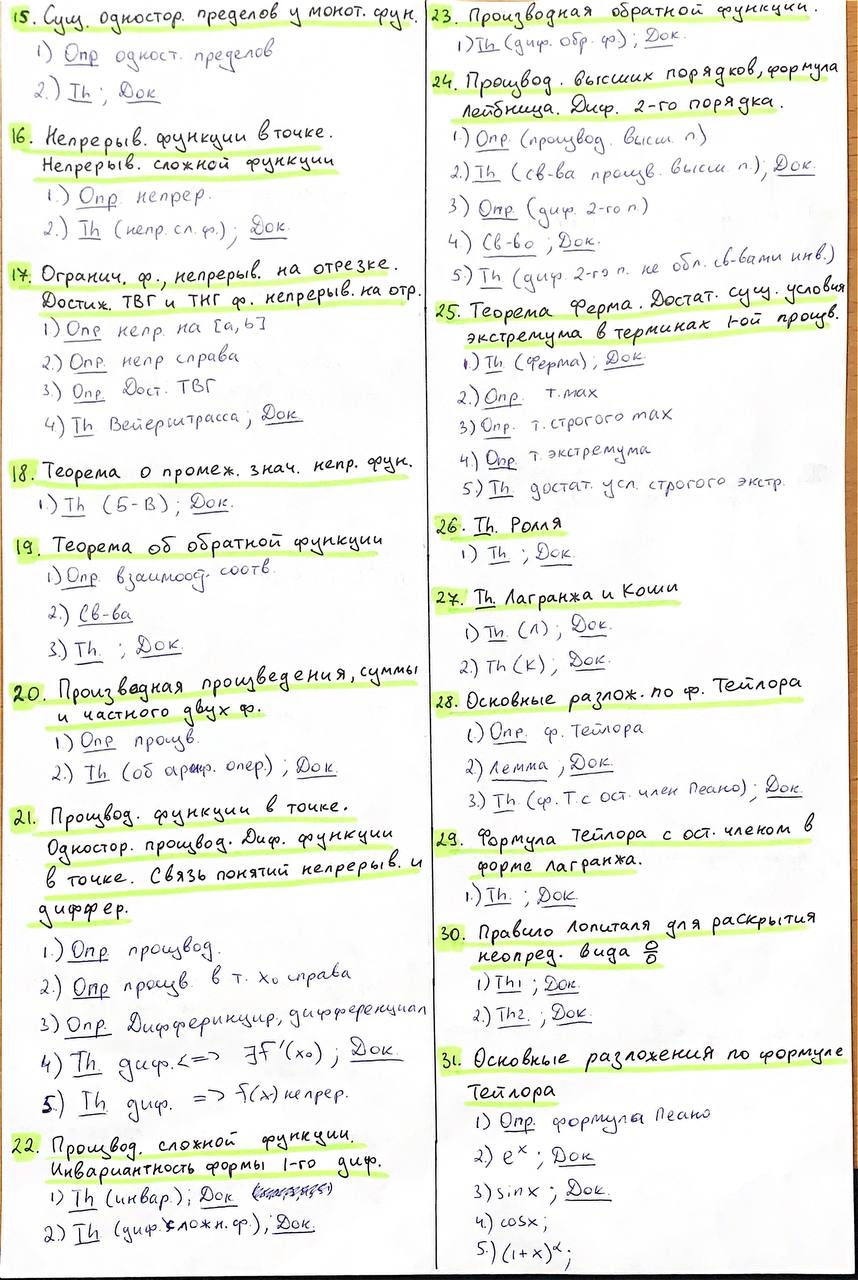 15. Сущ. одностор. пределов у монот. фун.
1) Опр одност. пределов
2.) Th ; Док
16. Непрерыв. функции в точке.
Непрерыв. сложной функции
1.) Опр. непрер.
2.) Th (непр. сл. ф.) ; Док.
17. Огранич. ф., непрерыв. на отрезке.
Достиж. ТВГ и ТНГ ф. непрерыв. на отр.
1) Опр непр. на [a, b]
2.) Опр. непр справа
3.) Опр Дост. ТВГ
4) Th Вейерштрасса ; Док.
18. Теорема о промеж. знач. непр. фун.
1.) Th (Б-В) ; Док.
19. Теорема об обратной функции
1) Опр. взаимоод. соотв.
2.) Св-ва
3.) Th. ; Док.
20. Произведная произведения, суммы
и частного двух ф.
1) Опр произв.
2.) Th (об ариф. опер.) ; Док.
21. Производ. функции в точке.
Одностор. производ. Диф. функции
в точке. Связь понятий непрерыв. и
диффер.
1.) Опр производ.
2.) Опр произв. в т. x₀ справа
3) Опр. Дифференцир, дифференциал
4) Th. диф. <=> ∃f'(x₀) ; Док.
5.) Th диф. => f(x) непрер.
22. Производ. сложной функции.
Инвариантность формы 1-го диф.
1) Th (инвар.) ; Док
2.) Th (диф. сложн. ф.) ; Док.
23. Производная обратной функции.
1) Th (диф. обр. ф.) ; Док.
24. Производ. высших порядков, формула
Лейбница. Диф. 2-го порядка.
1.) Опр. (производ. высш. п)
2.) Th (св-ва произв. высш. п.) ; Док.
3) Опр (диф. 2-го п.)
4) Св-во ; Док.
5.) Th (диф. 2-го п. не обл. св-вами инв.)
25. Теорема Ферма. Достат. сущ. условия
экстремума в терминах 1-ой произв.
1.) Th. (Ферма) ; Док.
2.) Опр. т. max
3) Опр. т. строгого max
4.) Опр. т. экстремума
5.) Th. достат. усл. строгого экстр.
26. Th. Ролля
1) Th. ; Док.
27. Th. Лагранжа и Коши
1) Th. (Л) ; Док.
2.) Th (К) ; Док.
28. Основные разлож. по ф. Тейлора
1.) Опр. ф. Тейлора
2) Лемма ; Док.
3.) Th. (ф. Т. с ост. член Пеано) ; Док.
29. Формула Тейлора с ост. членом в
форме Лагранжа.
1.) Th. ; Док.
30. Правило Лопиталя для раскрытия
неопред. вида 0/0
1) Th1 ; Док.
2.) Th2. ; Док.
31. Основные разложения по формуле
Тейлора
1) Опр. формула Пеано
2) eˣ ; Док
3) sin x ; Док.
4.) cosx ;
5.) (1+x)^α ;